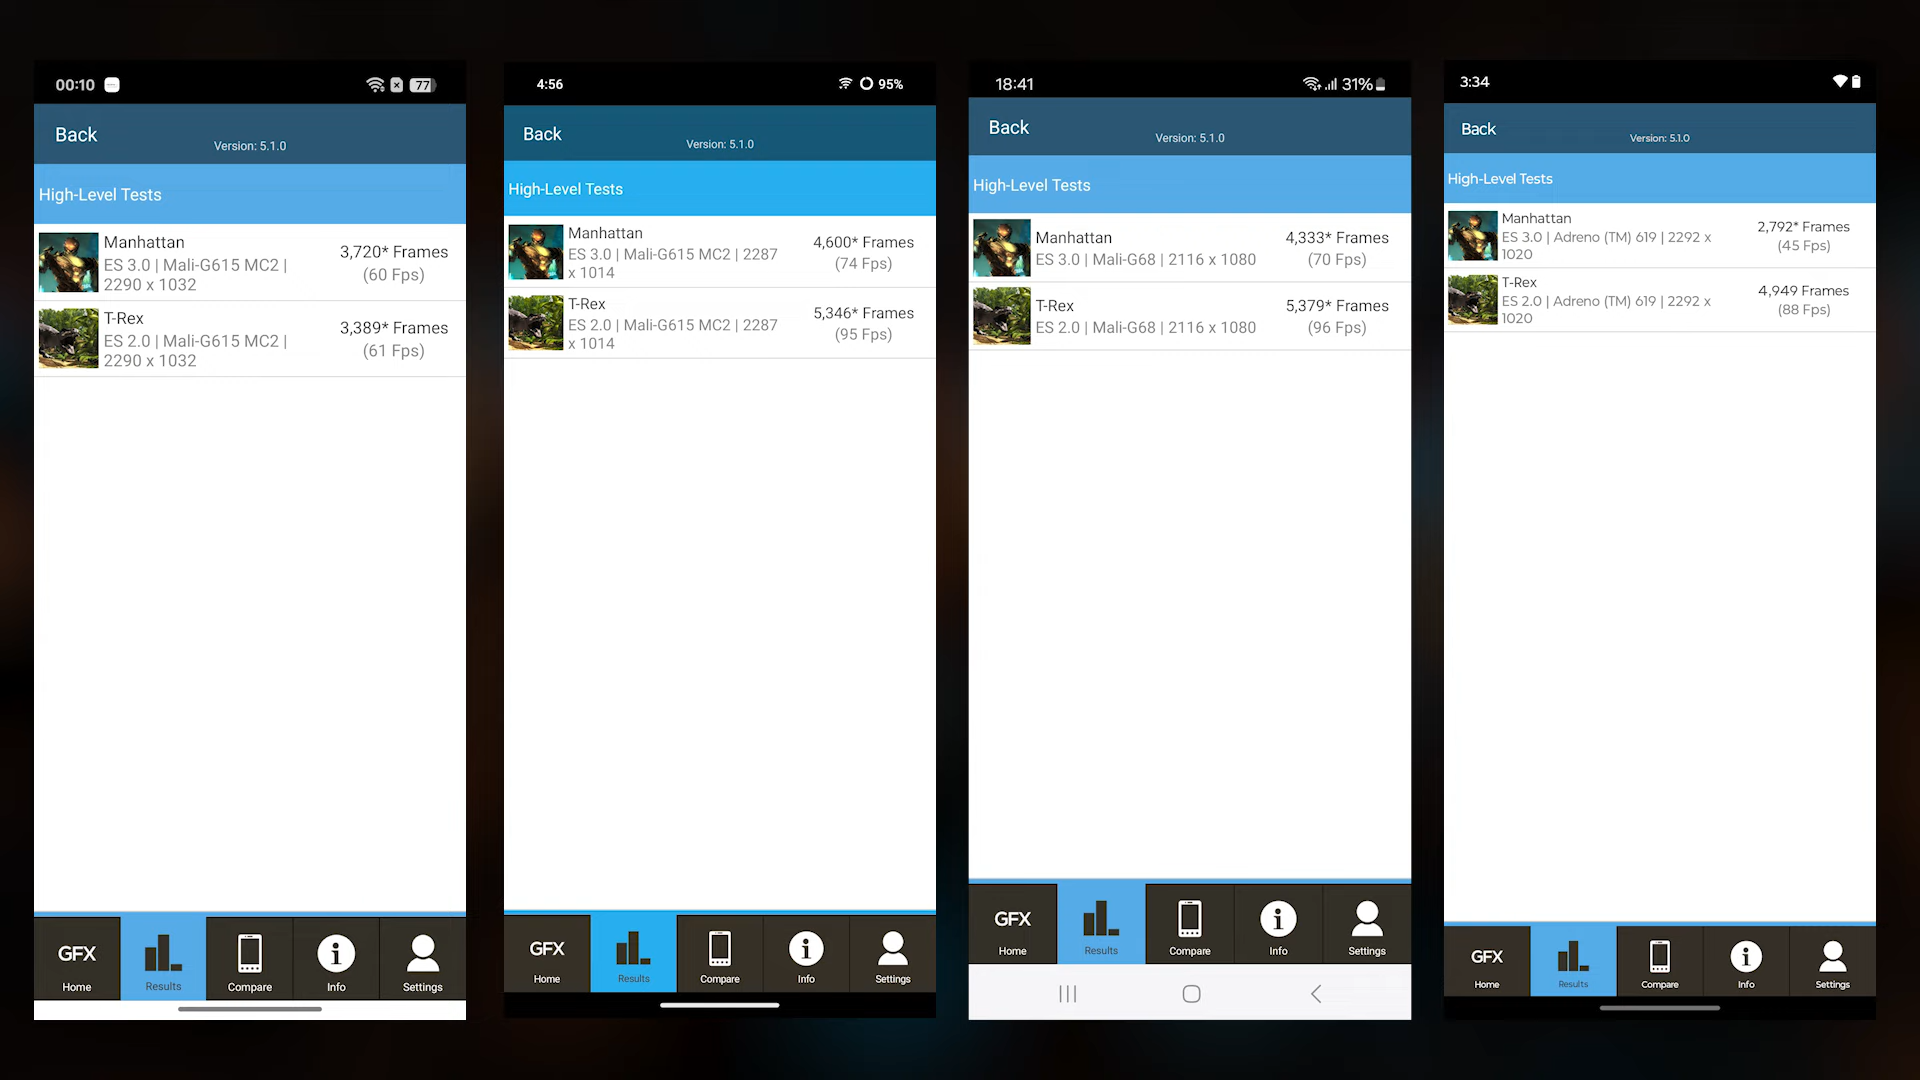 00:10
77
Back
Version: 5.1.0
High-Level Tests
Manhattan
ES 3.0 | Mali-G615 MC2 |
2290 x 1032
3,720* Frames
(60 Fps)
T-Rex
ES 2.0 | Mali-G615 MC2 |
2290 x 1032
3,389* Frames
(61 Fps)
GFX
Home
Results
Compare
Info
Settings
4:56
95%
Back
Version: 5.1.0
High-Level Tests
Manhattan
ES 3.0 | Mali-G615 MC2 | 2287
x 1014
4,600* Frames
(74 Fps)
T-Rex
ES 2.0 | Mali-G615 MC2 | 2287
x 1014
5,346* Frames
(95 Fps)
GFX
Home
Results
Compare
Info
Settings
18:41
31%
Back
Version: 5.1.0
High-Level Tests
Manhattan
ES 3.0 | Mali-G68 | 2116 x 1080
4,333* Frames
(70 Fps)
T-Rex
ES 2.0 | Mali-G68 | 2116 x 1080
5,379* Frames
(96 Fps)
GFX
Home
Results
Compare
Info
Settings
3:34
Back
Version: 5.1.0
High-Level Tests
Manhattan
ES 3.0 | Adreno (TM) 619 | 2292 x
1020
2,792* Frames
(45 Fps)
T-Rex
ES 2.0 | Adreno (TM) 619 | 2292 x
1020
4,949 Frames
(88 Fps)
GFX
Home
Results
Compare
Info
Settings